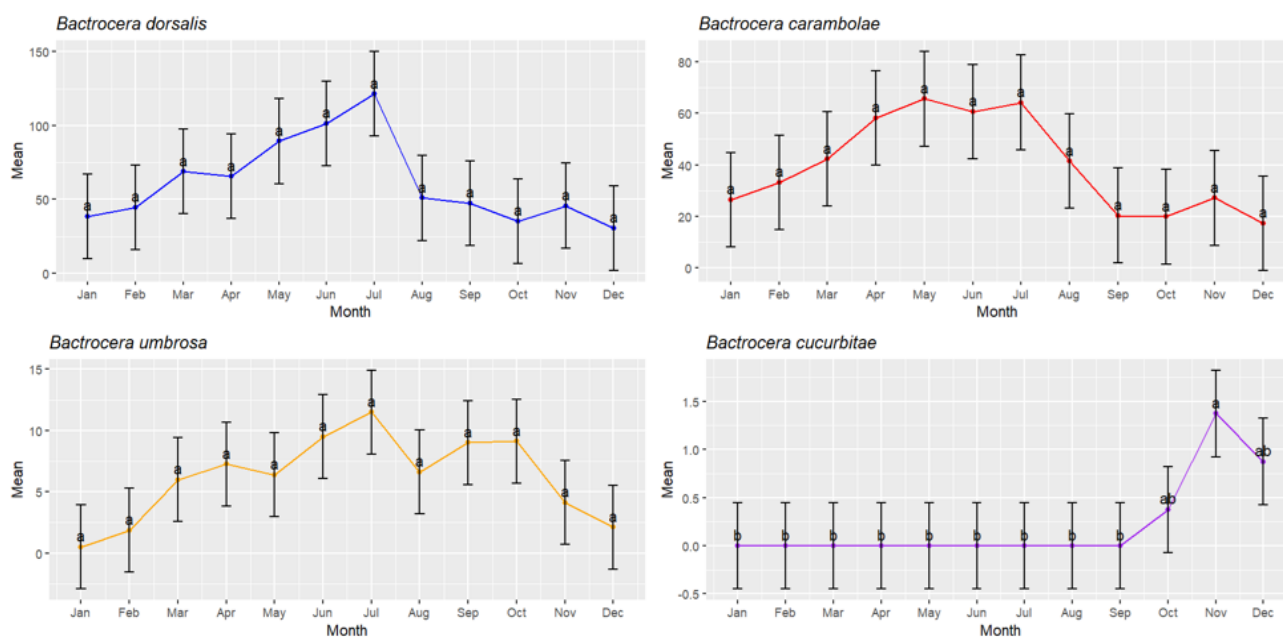 Bactrocera dorsalis
150
100
50
0
Mean
a a a a a a a a a a a a
Jan Feb Mar Apr May Jun Jul Aug Sep Oct Nov Dec
Month
Bactrocera carambolae
80
60
40
20
0
Mean
a a a a a a a a a a a a
Jan Feb Mar Apr May Jun Jul Aug Sep Oct Nov Dec
Month
Bactrocera umbrosa
15
10
5
0
Mean
a a a a a a a a a a a a
Jan Feb Mar Apr May Jun Jul Aug Sep Oct Nov Dec
Month
Bactrocera cucurbitae
1.5
1.0
0.5
0.0
-0.5
Mean
b b b b b b b b b ab a ab
Jan Feb Mar Apr May Jun Jul Aug Sep Oct Nov Dec
Month